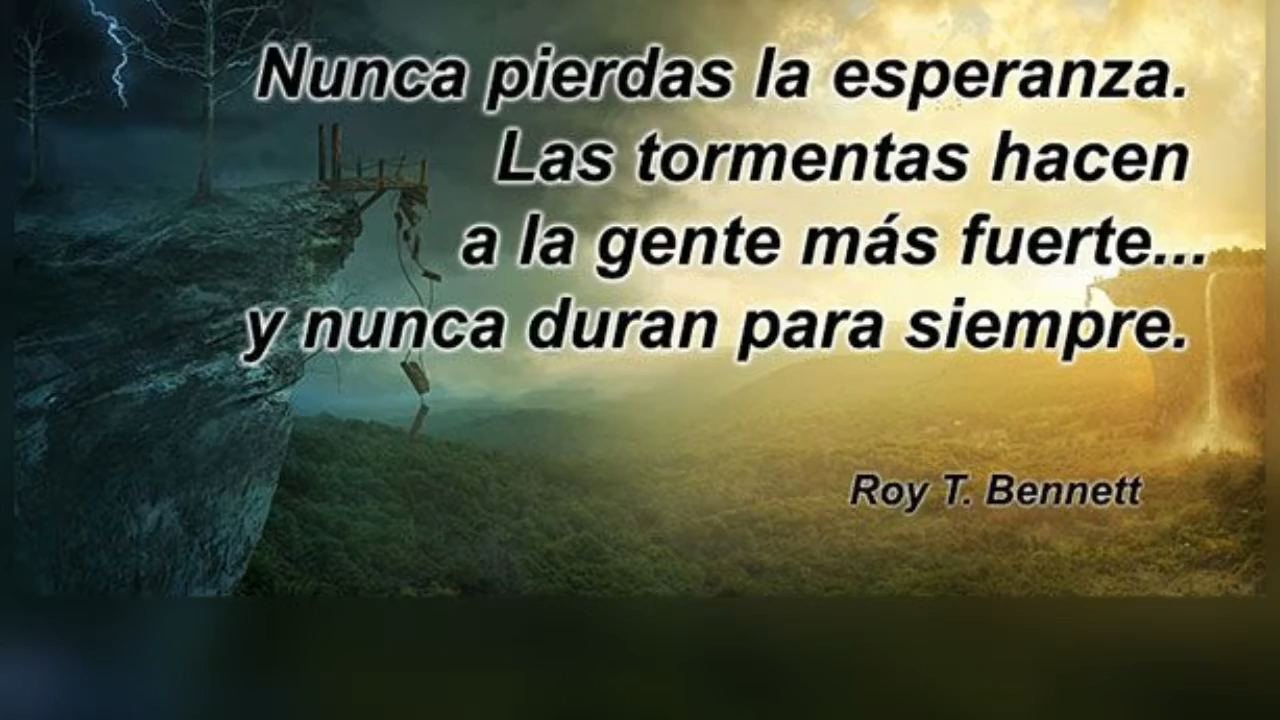 Nunca pierdas la esperanza.
Las tormentas hacen
a la gente más fuerte...
y nunca duran para siempre.
Roy T. Bennett